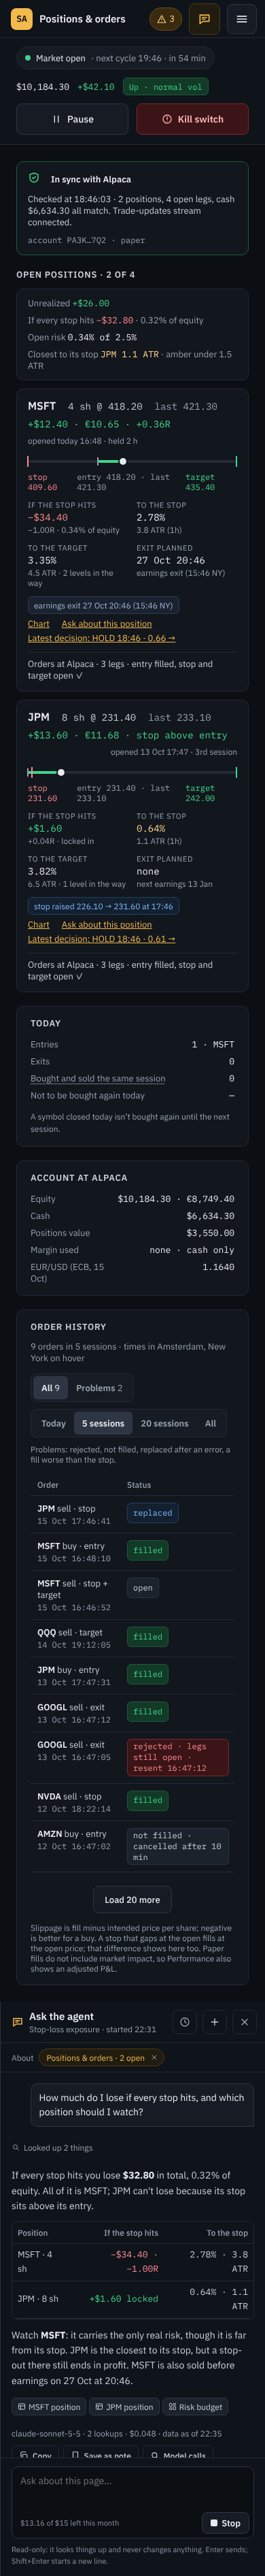 SA Positions & orders 3
Market open · next cycle 19:46 · in 54 min
$10,184.30 +$42.10 Up · normal vol
Pause Kill switch
In sync with Alpaca
Checked at 18:46:03 · 2 positions, 4 open legs, cash
$6,634.30 all match. Trade-updates stream
connected.
account PA3K…7Q2 · paper
OPEN POSITIONS · 2 OF 4
Unrealized +$26.00
If every stop hits −$32.80 · 0.32% of equity
Open risk 0.34% of 2.5%
Closest to its stop JPM 1.1 ATR · amber under 1.5
ATR
MSFT 4 sh @ 418.20 last 421.30
+$12.40 · €10.65 · +0.36R
opened today 16:48 · held 2 h
stop entry 418.20 · last target
409.60 421.30 435.40
IF THE STOP HITS TO THE STOP
−$34.40 2.78%
−1.00R · 0.34% of equity 3.8 ATR (1H)
TO THE TARGET EXIT PLANNED
3.35% 27 Oct 20:46
4.5 ATR · 2 levels in the earnings exit (15:46 NY)
way
earnings exit 27 Oct 20:46 (15:46 NY)
Chart Ask about this position
Latest decision: HOLD 18:46 · 0.66 →
Orders at Alpaca · 3 legs · entry filled, stop and
target open ✓
JPM 8 sh @ 231.40 last 233.10
+$13.60 · €11.68 · stop above entry
opened 13 Oct 17:47 · 3rd session
stop entry 231.40 · last target
231.60 233.10 242.00
IF THE STOP HITS TO THE STOP
+$1.60 0.64%
+0.04R · locked in 1.1 ATR (1h)
TO THE TARGET EXIT PLANNED
3.82% none
6.5 ATR · 1 level in the way next earnings 13 Jan
stop raised 226.10 → 231.60 at 17:46
Chart Ask about this position
Latest decision: HOLD 18:46 · 0.61 →
Orders at Alpaca · 3 legs · entry filled, stop and
target open ✓
TODAY
Entries 1 · MSFT
Exits 0
Bought and sold the same session 0
Not to be bought again today —
A symbol closed today isn't bought again until the next
session.
ACCOUNT AT ALPACA
Equity $10,184.30 · €8,749.40
Cash $6,634.30
Positions value $3,550.00
Margin used none · cash only
EUR/USD (ECB, 15 1.1640
Oct)
ORDER HISTORY
9 orders in 5 sessions · times in Amsterdam, New
York on hover
All 9 Problems 2
Today 5 sessions 20 sessions All
Problems: rejected, not filled, replaced after an error, a
fill worse than the stop.
Order Status
JPM sell · stop replaced
15 Oct 17:46:41
MSFT buy · entry filled
15 Oct 16:48:10
MSFT sell · stop + open
target
15 Oct 16:46:52
QQQ sell · target filled
14 Oct 19:12:05
JPM buy · entry filled
13 Oct 17:47:31
GOOGL sell · exit filled
13 Oct 16:47:12
GOOGL sell · exit rejected · legs
13 Oct 16:47:05 still open ·
resent 16:47:12
NVDA sell · stop filled
12 Oct 18:22:14
AMZN buy · entry not filled ·
12 Oct 16:47:02 cancelled after 10
min
Load 20 more
Slippage is fill minus intended price per share; negative
is better for a buy. A stop that gaps at the open fills at
the open price; that difference shows here too. Paper
fills do not include market impact, so Performance also
shows an adjusted P&L.
Ask the agent
Stop-loss exposure · started 22:31
About Positions & orders · 2 open ×
How much do I lose if every stop hits, and which
position should I watch?
Looked up 2 things
If every stop hits you lose $32.80 in total, 0.32% of
equity. All of it is MSFT; JPM can't lose because its stop
sits above its entry.
Position If the stop hits To the stop
MSFT · 4 −$34.40 · 2.78% · 3.8
sh −1.00R ATR
JPM · 8 sh +$1.60 locked 0.64% · 1.1
ATR
Watch MSFT: it carries the only real risk, though it is far
from its stop. JPM is the closest to its stop, but a stop-
out there still ends in profit. MSFT is also sold before
earnings on 27 Oct at 20:46.
MSFT position JPM position Risk budget
claude-sonnet-5-5 · 2 lookups · $0.048 · data as of 22:35
Copy Save as note Model calls
Ask about this page…
$13.16 of $15 left this month Stop
Read-only: it looks things up and never changes anything. Enter sends;
Shift+Enter starts a new line.